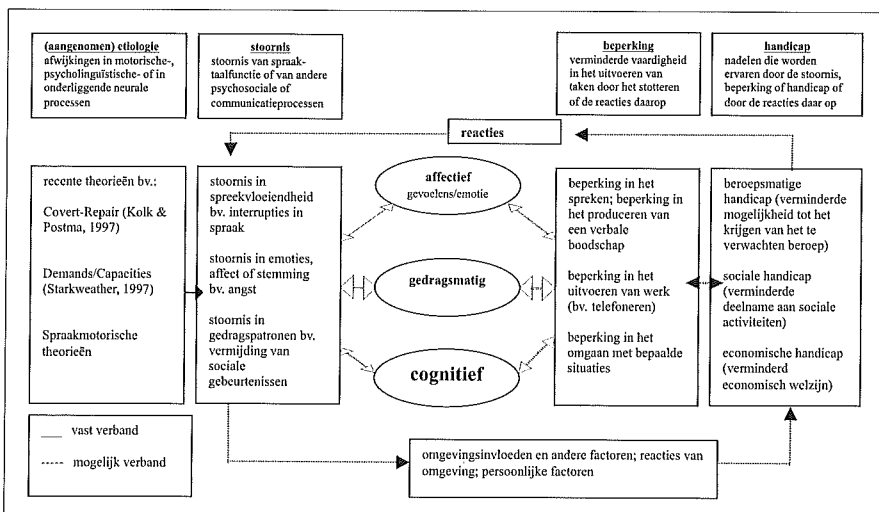 (aangenomen) etiologie
afwijkingen in motorische-,
psycholinguïstische- of in
onderliggende neurale
processen
stoornis
stoornis van spraak-
taalfunctie of van andere
psychosociale of
communicatieprocessen
beperking
verminderde vaardigheid
in het uitvoeren van
taken door het stotteren
of de reacties daarop
handicap
nadelen die worden
ervaren door de stoornis,
beperking of handicap of
door de reacties daar op
reacties
recente theorieën bv.:
Covert-Repair (Kolk &
Postma, 1997)
Demands/Capacities
(Starkweather, 1997)
Spraakmotorische
theorieën
stoornis in
spreekvloeiendheid
bv. interrupties in
spraak
stoornis in emoties,
affect of stemming
bv. angst
stoornis in
gedragspatronen bv.
vermijding van
sociale
gebeurtenissen
affectief
gevoelens/emotie
gedragsmatig
cognitief
beperking in het
spreken; beperking in
het produceren van
een verbale
boodschap
beperking in het
uitvoeren van werk
(bv. telefoneren)
beperking in het
omgaan met bepaalde
situaties
beroepsmatige
handicap (verminderde
mogelijkheid tot het
krijgen van het te
verwachten beroep)
sociale handicap
(verminderde
deelname aan sociale
activiteiten)
economische handicap
(verminderd
economisch welzijn)
vast verband
mogelijk verband
omgevingsinvloeden en andere factoren; reacties van
omgeving; persoonlijke factoren